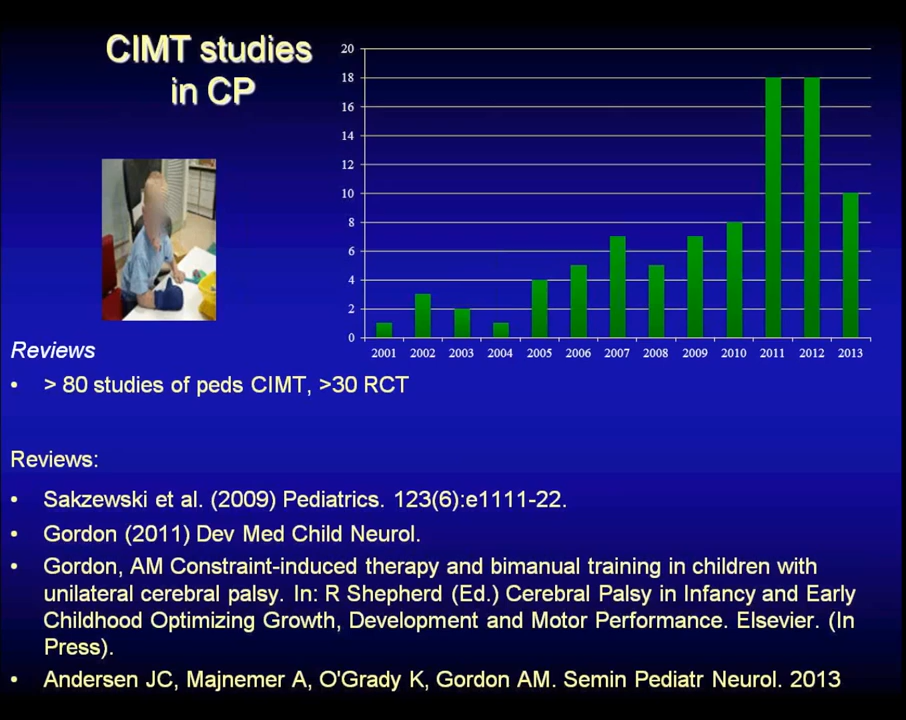 CIMT studies
in CP
20
18
16
14
12
10
8
6
4
2
0
2001 2002 2003 2004 2005 2006 2007 2008 2009 2010 2011 2012 2013
Reviews
• > 80 studies of peds CIMT, >30 RCT
Reviews:
• Sakzewski et al. (2009) Pediatrics. 123(6):e1111-22.
• Gordon (2011) Dev Med Child Neurol.
• Gordon, AM Constraint-induced therapy and bimanual training in children with
unilateral cerebral palsy. In: R Shepherd (Ed.) Cerebral Palsy in Infancy and Early
Childhood Optimizing Growth, Development and Motor Performance. Elsevier. (In
Press).
• Andersen JC, Majnemer A, O'Grady K, Gordon AM. Semin Pediatr Neurol. 2013